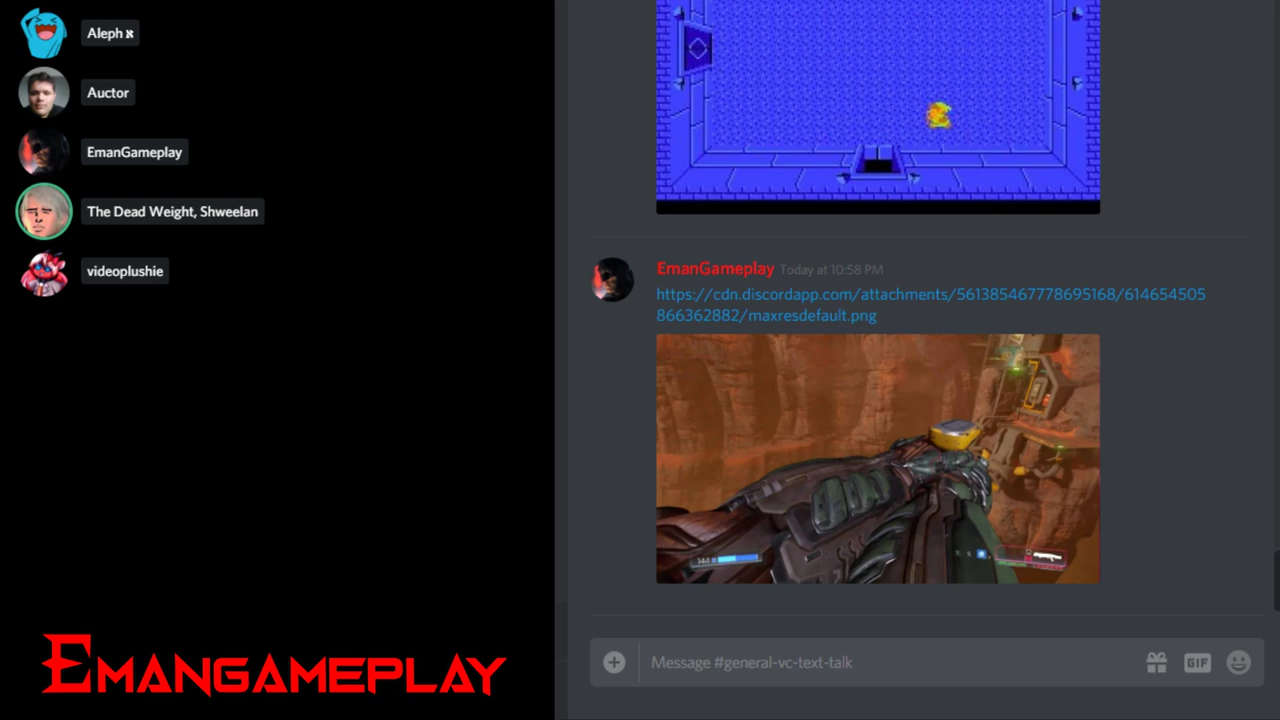 Aleph ℵ
Auctor
EmanGameplay
The Dead Weight, Shweelan
videoplushie
EMANGAMEPLAY
EmanGameplay Today at 10:58 PM
https://cdn.discordapp.com/attachments/561385467778695168/614654505
866362882/maxresdefault.png
144
Message #general-vc-text-talk
GIF